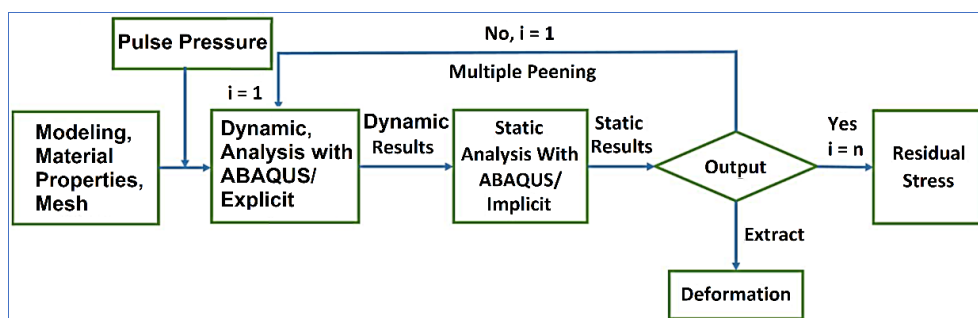 Pulse Pressure
No, i = 1
Multiple Peening
i = 1
Modeling,
Material
Properties,
Mesh
Dynamic,
Analysis with
ABAQUS/
Explicit
Dynamic
Results
Static
Analysis With
ABAQUS/
Implicit
Static
Results
Output
Yes
i = n
Residual
Stress
Extract
Deformation